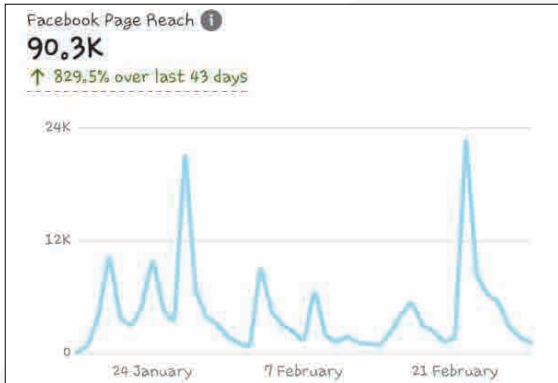 Facebook Page Reach i
90.3K
↑ 829.5% over last 43 days
24K
12K
0
24 January 7 February 21 February